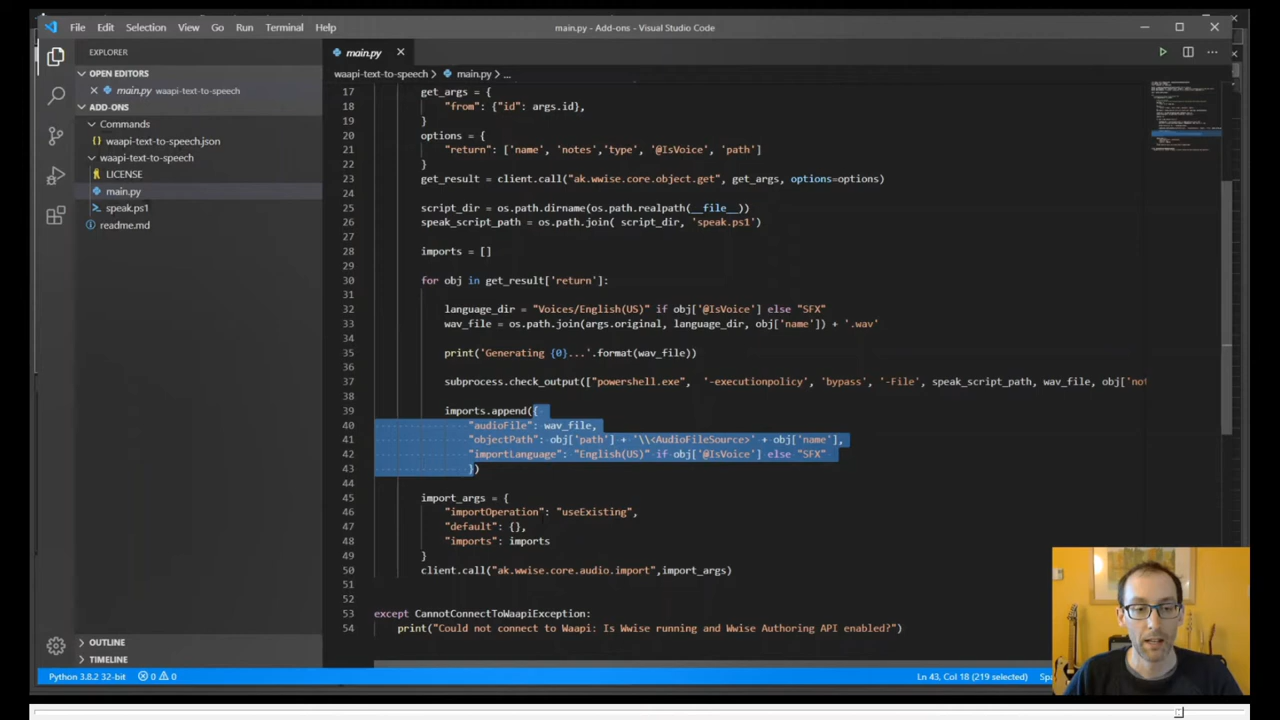 File Edit Selection View Go Run Terminal Help
main.py - Add-ons - Visual Studio Code
EXPLORER
OPEN EDITORS
main.py waapi-text-to-speech
ADD-ONS
Commands
waapi-text-to-speech.json
waapi-text-to-speech
LICENSE
main.py
speak.ps1
readme.md
OUTLINE
TIMELINE
main.py
waapi-text-to-speech > main.py > ...
17 get_args = {
18 "from": {"id": args.id},
19 }
20 options ={
21 "return": ['name', 'notes','type', '@IsVoice', 'path']
22 }
23 get_result = client.call("ak.wwise.core.object.get", get_args, options=options)
24
25 script_dir = os.path.dirname(os.path.realpath(__file__))
26 speak_script_path = os.path.join( script_dir, 'speak.ps1')
27
28 imports = []
29
30 for obj in get_result['return']:
31
32 language_dir = "Voices/English(US)" if obj['@IsVoice'] else "SFX"
33 wav_file = os.path.join(args.original, language_dir, obj['name']) + '.wav'
34
35 print('Generating {0}...'.format(wav_file))
36
37 subprocess.check_output(["powershell.exe", '-executionpolicy', 'bypass', '-File', speak_script_path, wav_file, obj['not
38
39 imports.append({
40 "audioFile": wav_file,
41 "objectPath": obj['path'] + '\\<AudioFileSource>' + obj['name'],
42 "importLanguage": "English(US)" if obj['@IsVoice'] else "SFX"
43 })
44
45 import_args = {
46 "importOperation": "useExisting",
47 "default": {},
48 "imports": imports
49 }
50 client.call("ak.wwise.core.audio.import",import_args)
51
52
53 except CannotConnectToWaapiException:
54 print("Could not connect to Waapi: Is Wwise running and Wwise Authoring API enabled?")
Python 3.8.2 32-bit 0 0 Ln 43, Col 18 (219 selected)